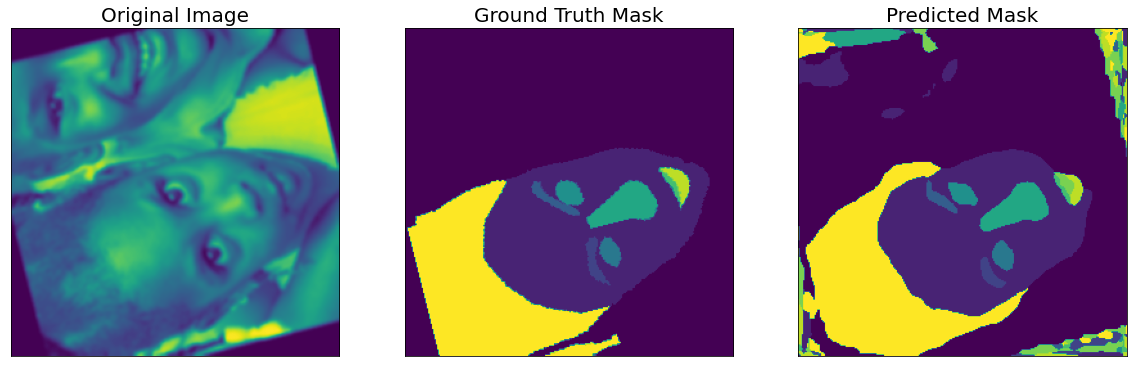 Original Image
Ground Truth Mask
Predicted Mask